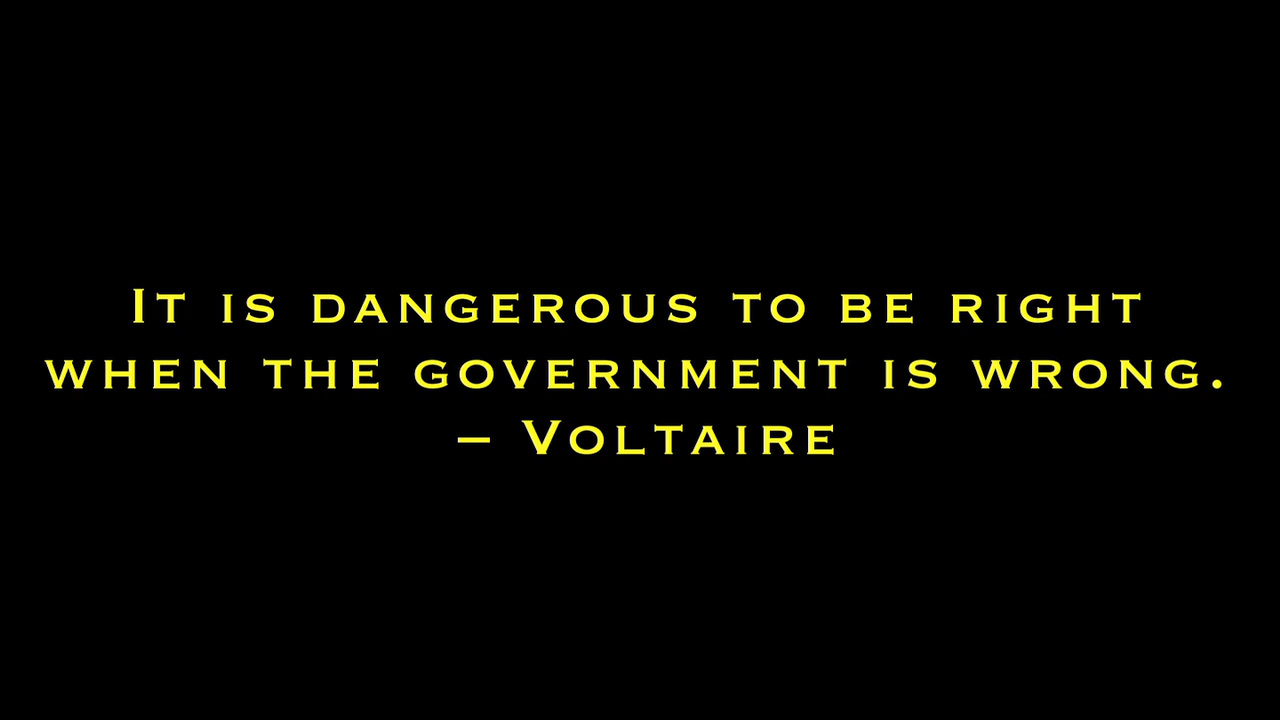 It is dangerous to be right
when the government is wrong.
– Voltaire